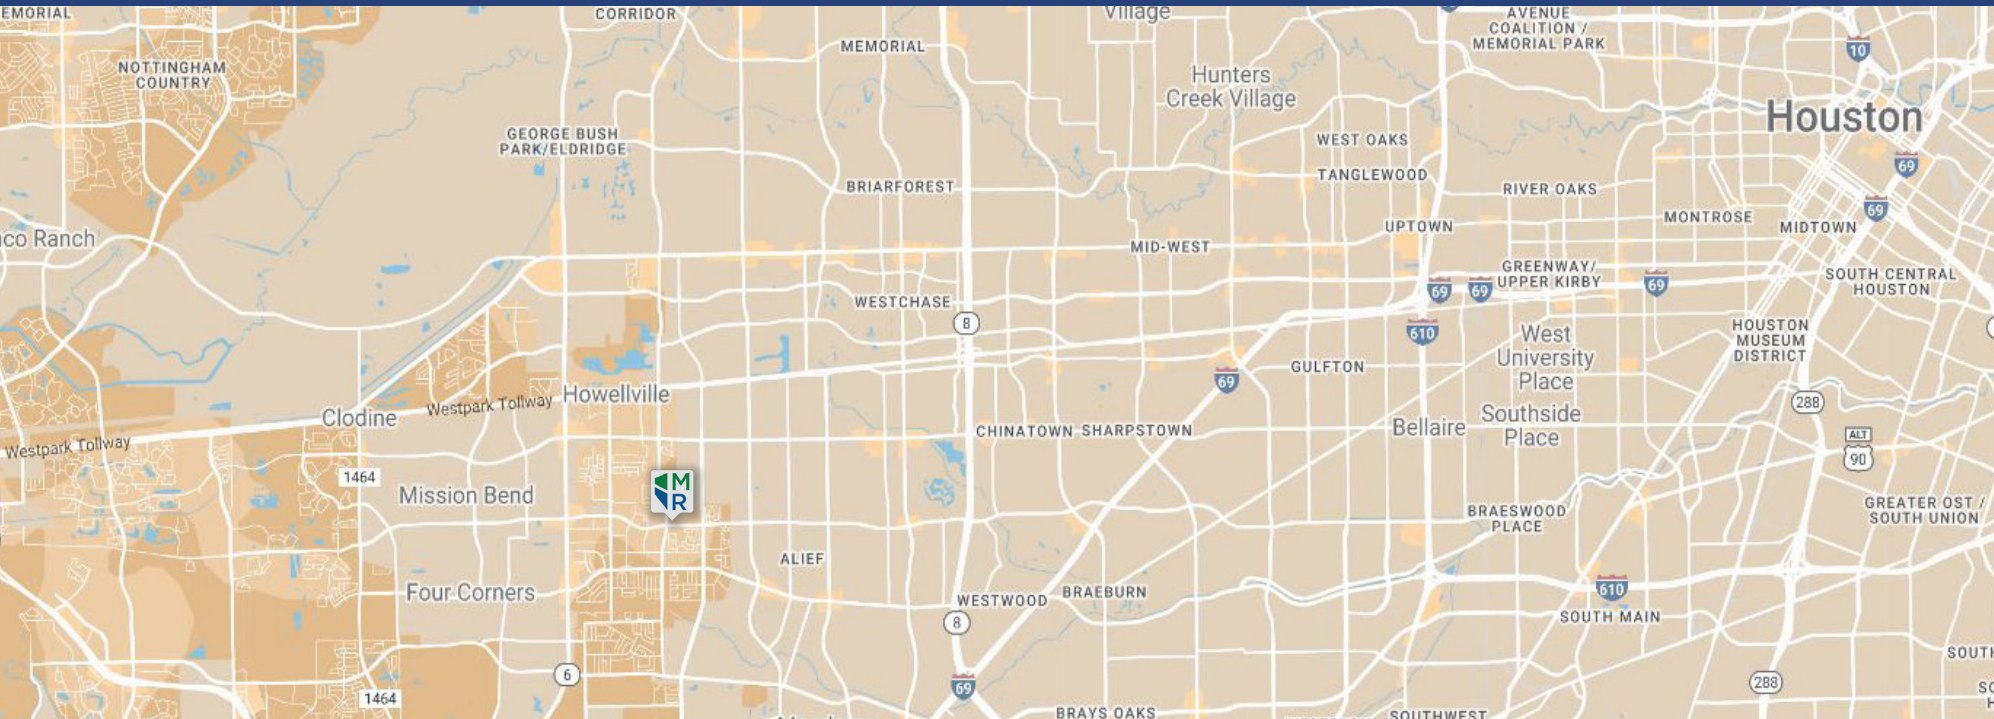 EMORIAL
CORRIDOR
Village
AVENUE
COALITION /
MEMORIAL PARK
MEMORIAL
10
NOTTINGHAM
COUNTRY
Hunters
Creek Village
Houston
GEORGE BUSH
PARK/ELDRIDGE
WEST OAKS
69
TANGLEWOOD
BRIARFOREST
RIVER OAKS
69
MONTROSE
UPTOWN
MIDTOWN
co Ranch
MID-WEST
GREENWAY/
UPPER KIRBY
SOUTH CENTRAL
HOUSTON
69
69
69
WESTCHASE
8
610
HOUSTON
MUSEUM
DISTRICT
West
University
Place
GULFTON
69
Howellville
Westpark Tollway
288
Clodine
Southside
Place
Bellaire
CHINATOWN
SHARPSTOWN
Westpark Tollway
ALT
90
1464
Mission Bend
M
R
BRAESWOOD
PLACE
GREATER OST /
SOUTH UNION
ALIEF
Four Corners
BRAEBURN
WESTWOOD
610
SOUTH MAIN
8
SOUTH
6
69
288
1464
BRAYS OAKS
SOUTHWEST